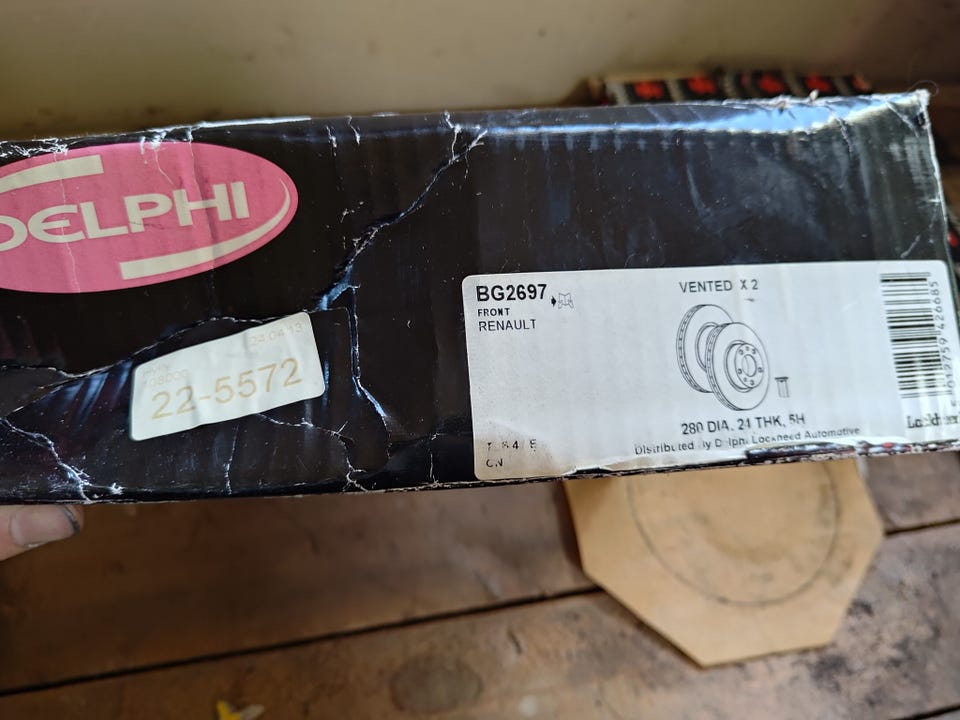 DELPHI
24.04.13
22-5572
BG2697
FRONT
RENAULT
VENTED X 2
280 DIA, 24 THK, 5H
Distributed By Delphi Lockheed Automotive
CN